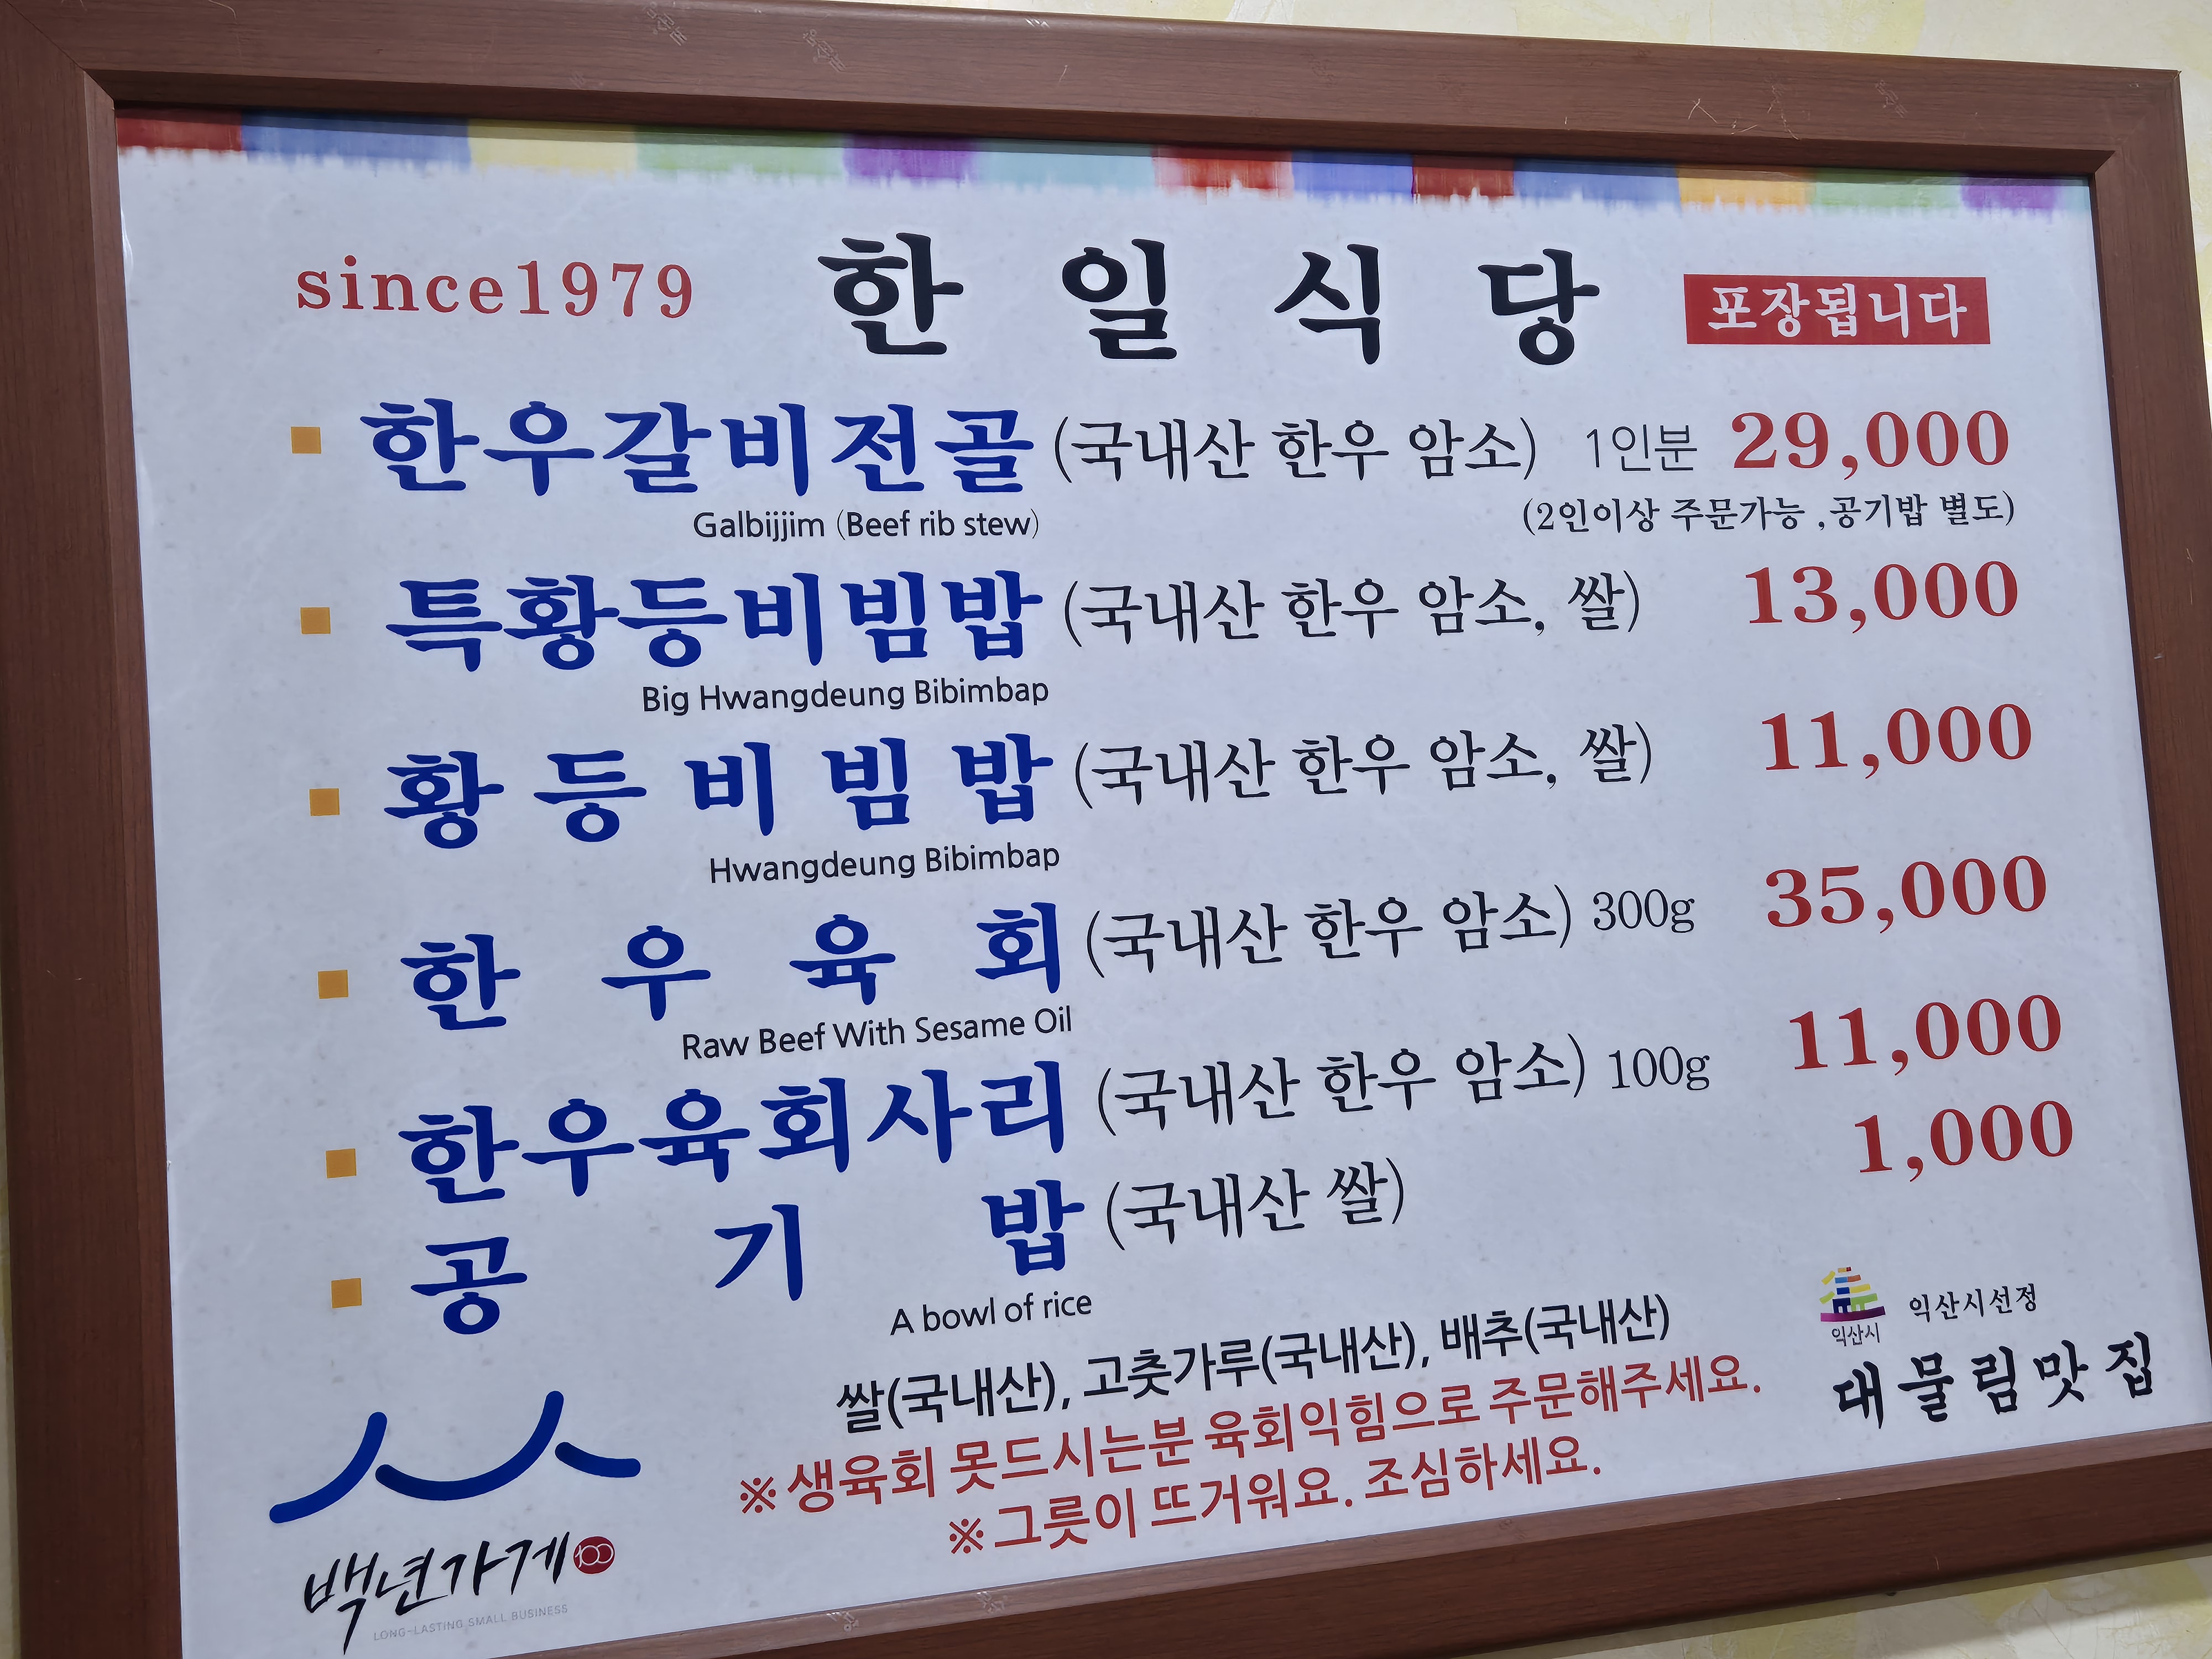 since1979 한 일 식 당 포장됩니다
한우갈비전골 (국내산 한우 암소) 1인분 29,000
Galbijjim (Beef rib stew) (2인이상 주문가능 ,공기밥 별도)
특황등비빔밥 (국내산 한우 암소, 쌀) 13,000
Big Hwangdeung Bibimbap
황 등 비 빔 밥 (국내산 한우 암소, 쌀) 11,000
Hwangdeung Bibimbap
한 우 육 회 (국내산 한우 암소) 300g 35,000
Raw Beef With Sesame Oil
한우육회사리 (국내산 한우 암소) 100g 11,000
공 기 밥 (국내산 쌀) 1,000
A bowl of rice
쌀(국내산), 고춧가루(국내산), 배추(국내산)
※ 생육회 못드시는분 육회익힘으로 주문해주세요.
※ 그릇이 뜨거워요. 조심하세요.
익산시 익산시선정
대물림맛집
백년가게 100
LONG-LASTING SMALL BUSINESS